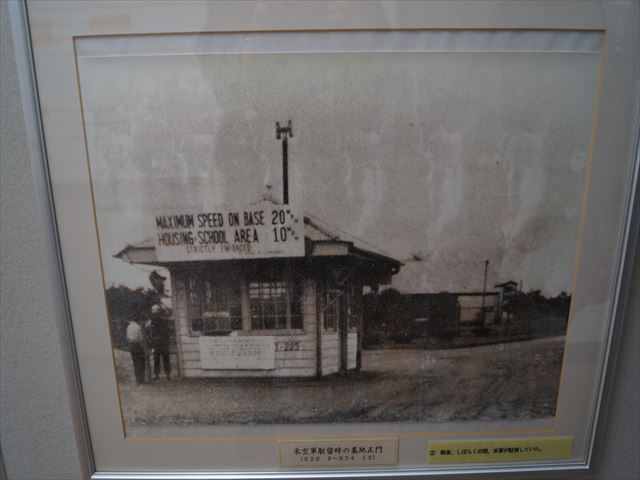 MAXIMUM SPEED ON BASE 20 M/H
HOUSING-SCHOOL AREA 10 M/H
STRICTLY ENFORCED
T-225
米空軍駐留時の基地正門
(S20.9~S34.12)
② 戦後、しばらくの間、米軍が駐留していた。